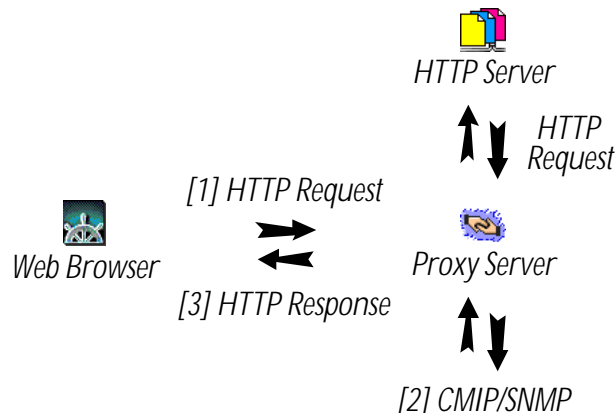 HTTP Server
HTTP
Request
[1] HTTP Request
Web Browser
Proxy Server
[3] HTTP Response
[2] CMIP/SNMP